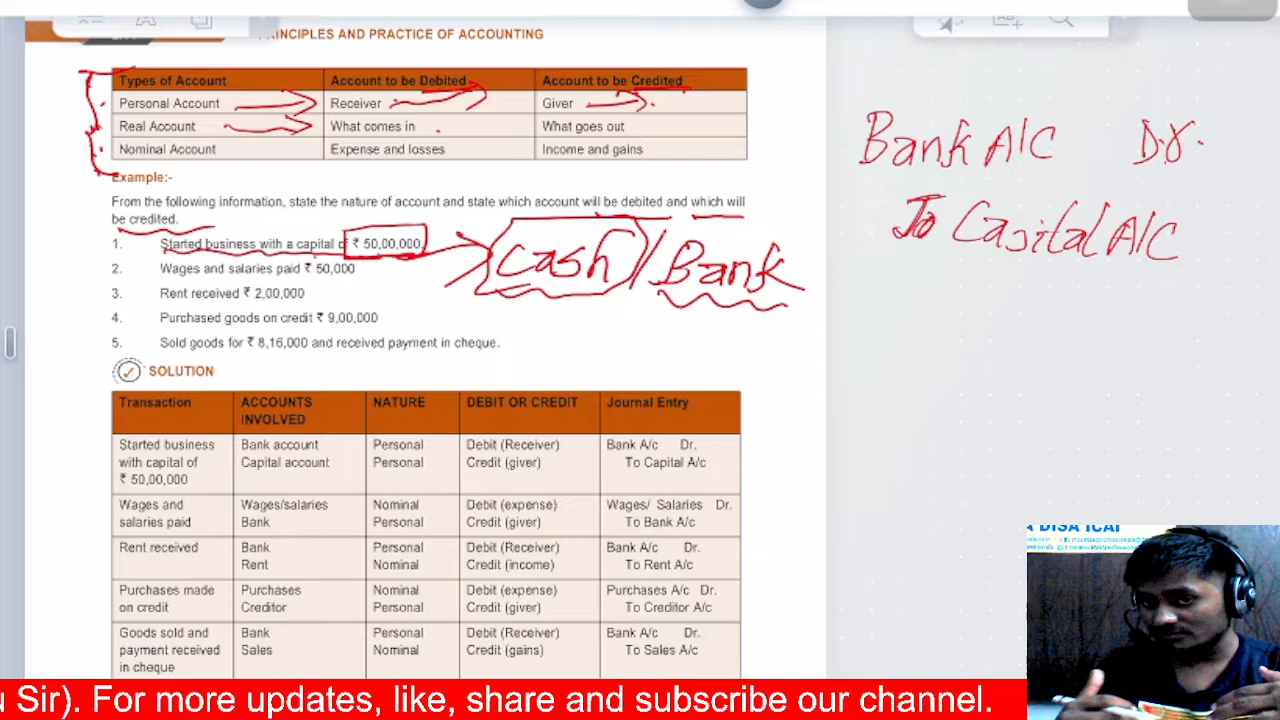 PRINCIPLES AND PRACTICE OF ACCOUNTING
Types of Account Account to be Debited Account to be Credited
Personal Account Receiver Giver
Real Account What comes in What goes out
Nominal Account Expense and losses Income and gains
Example:-
From the following information, state the nature of account and state which account will be debited and which will
be credited.
1. Started business with a capital of ₹ 50,00,000
2. Wages and salaries paid ₹ 50,000
3. Rent received ₹ 2,00,000
4. Purchased goods on credit ₹ 9,00,000
5. Sold goods for ₹ 8,16,000 and received payment in cheque.
Cash/Bank
Bank A/C Dr.
To Capital A/C
SOLUTION
Transaction ACCOUNTS INVOLVED NATURE DEBIT OR CREDIT Journal Entry
Started business Bank account Personal Debit (Receiver) Bank A/c Dr.
with capital of Capital account Personal Credit (giver) To Capital A/c
₹ 50,00,000
Wages and Wages/salaries Nominal Debit (expense) Wages/ Salaries Dr.
salaries paid Bank Personal Credit (giver) To Bank A/c
Rent received Bank Personal Debit (Receiver) Bank A/c Dr.
Rent Nominal Credit (income) To Rent A/c
Purchases made Purchases Nominal Debit (expense) Purchases A/c Dr.
on credit Creditor Personal Credit (giver) To Creditor A/c
Goods sold and Bank Personal Debit (Receiver) Bank A/c Dr.
payment received Sales Nominal Credit (gains) To Sales A/c
in cheque
A DISA ICAI
u Sir). For more updates, like, share and subscribe our channel.